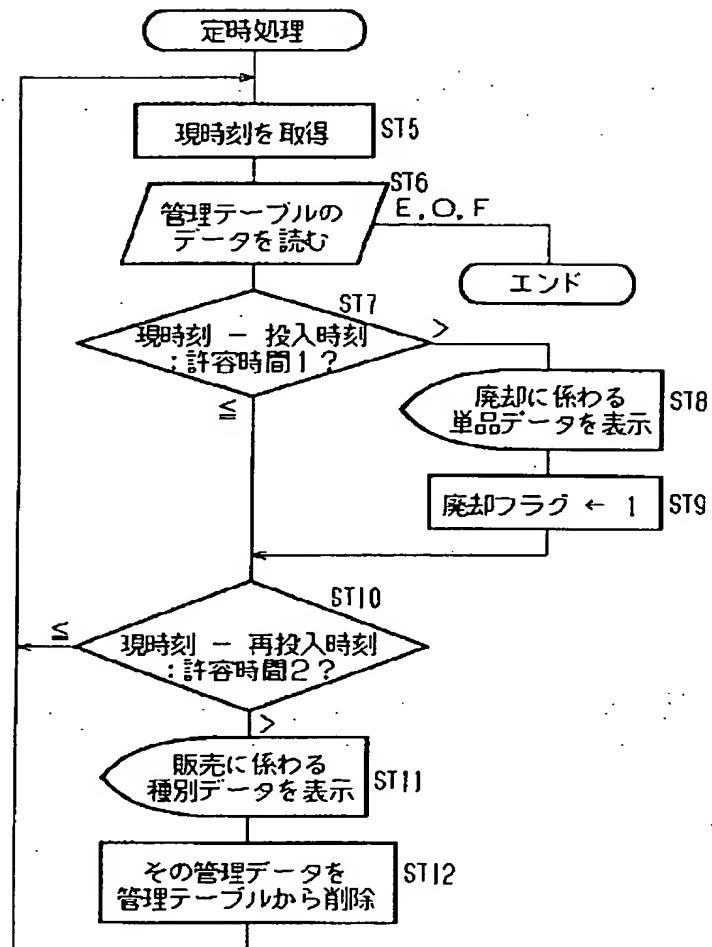 定時処理
現時刻を取得
ST5
ST6
管理テーブルの
データを読む
E.O.F
エンド
ST7
現時刻 － 投入時刻
：許容時間1？
＞
≦
廃却に係わる
単品データを表示
ST8
廃却フラグ ← 1
ST9
ST10
現時刻 － 再投入時刻
：許容時間2？
≦
＞
販売に係わる
種別データを表示
ST11
その管理データを
管理テーブルから削除
ST12